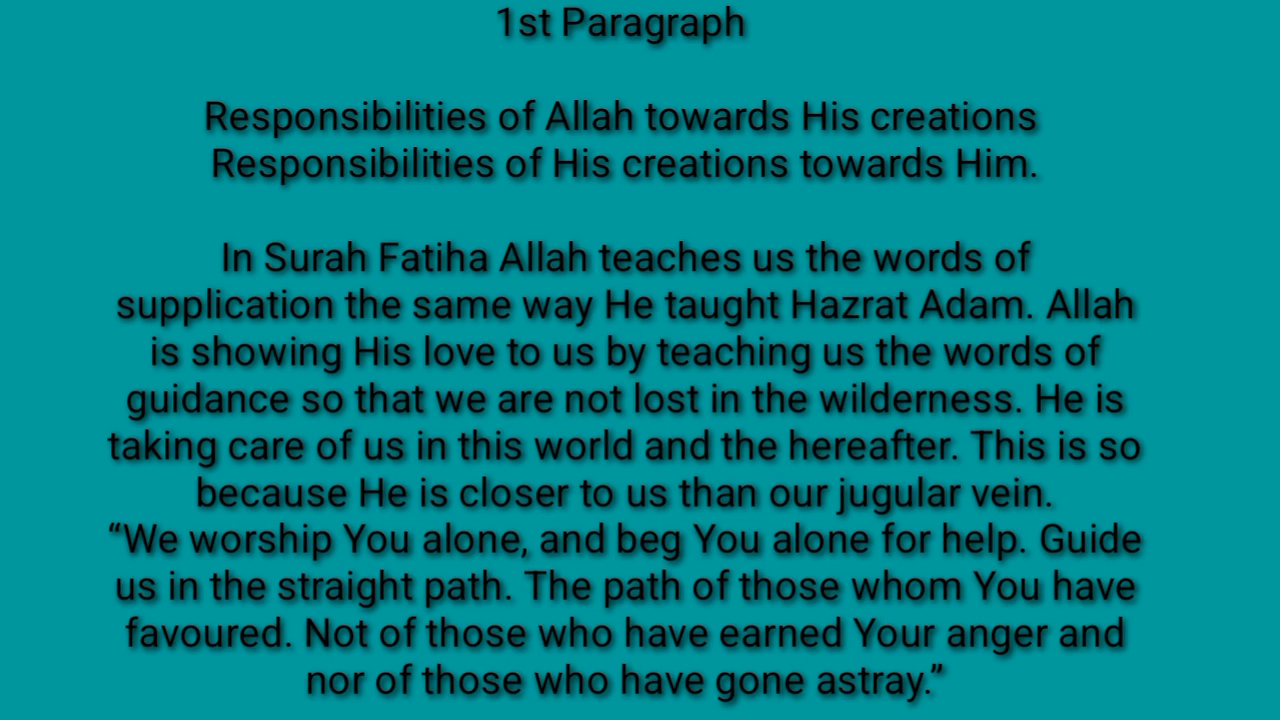 1st Paragraph
Responsibilities of Allah towards His creations
Responsibilities of His creations towards Him.
In Surah Fatiha Allah teaches us the words of
supplication the same way He taught Hazrat Adam. Allah
is showing His love to us by teaching us the words of
guidance so that we are not lost in the wilderness. He is
taking care of us in this world and the hereafter. This is so
because He is closer to us than our jugular vein.
“We worship You alone, and beg You alone for help. Guide
us in the straight path. The path of those whom You have
favoured. Not of those who have earned Your anger and
nor of those who have gone astray.”